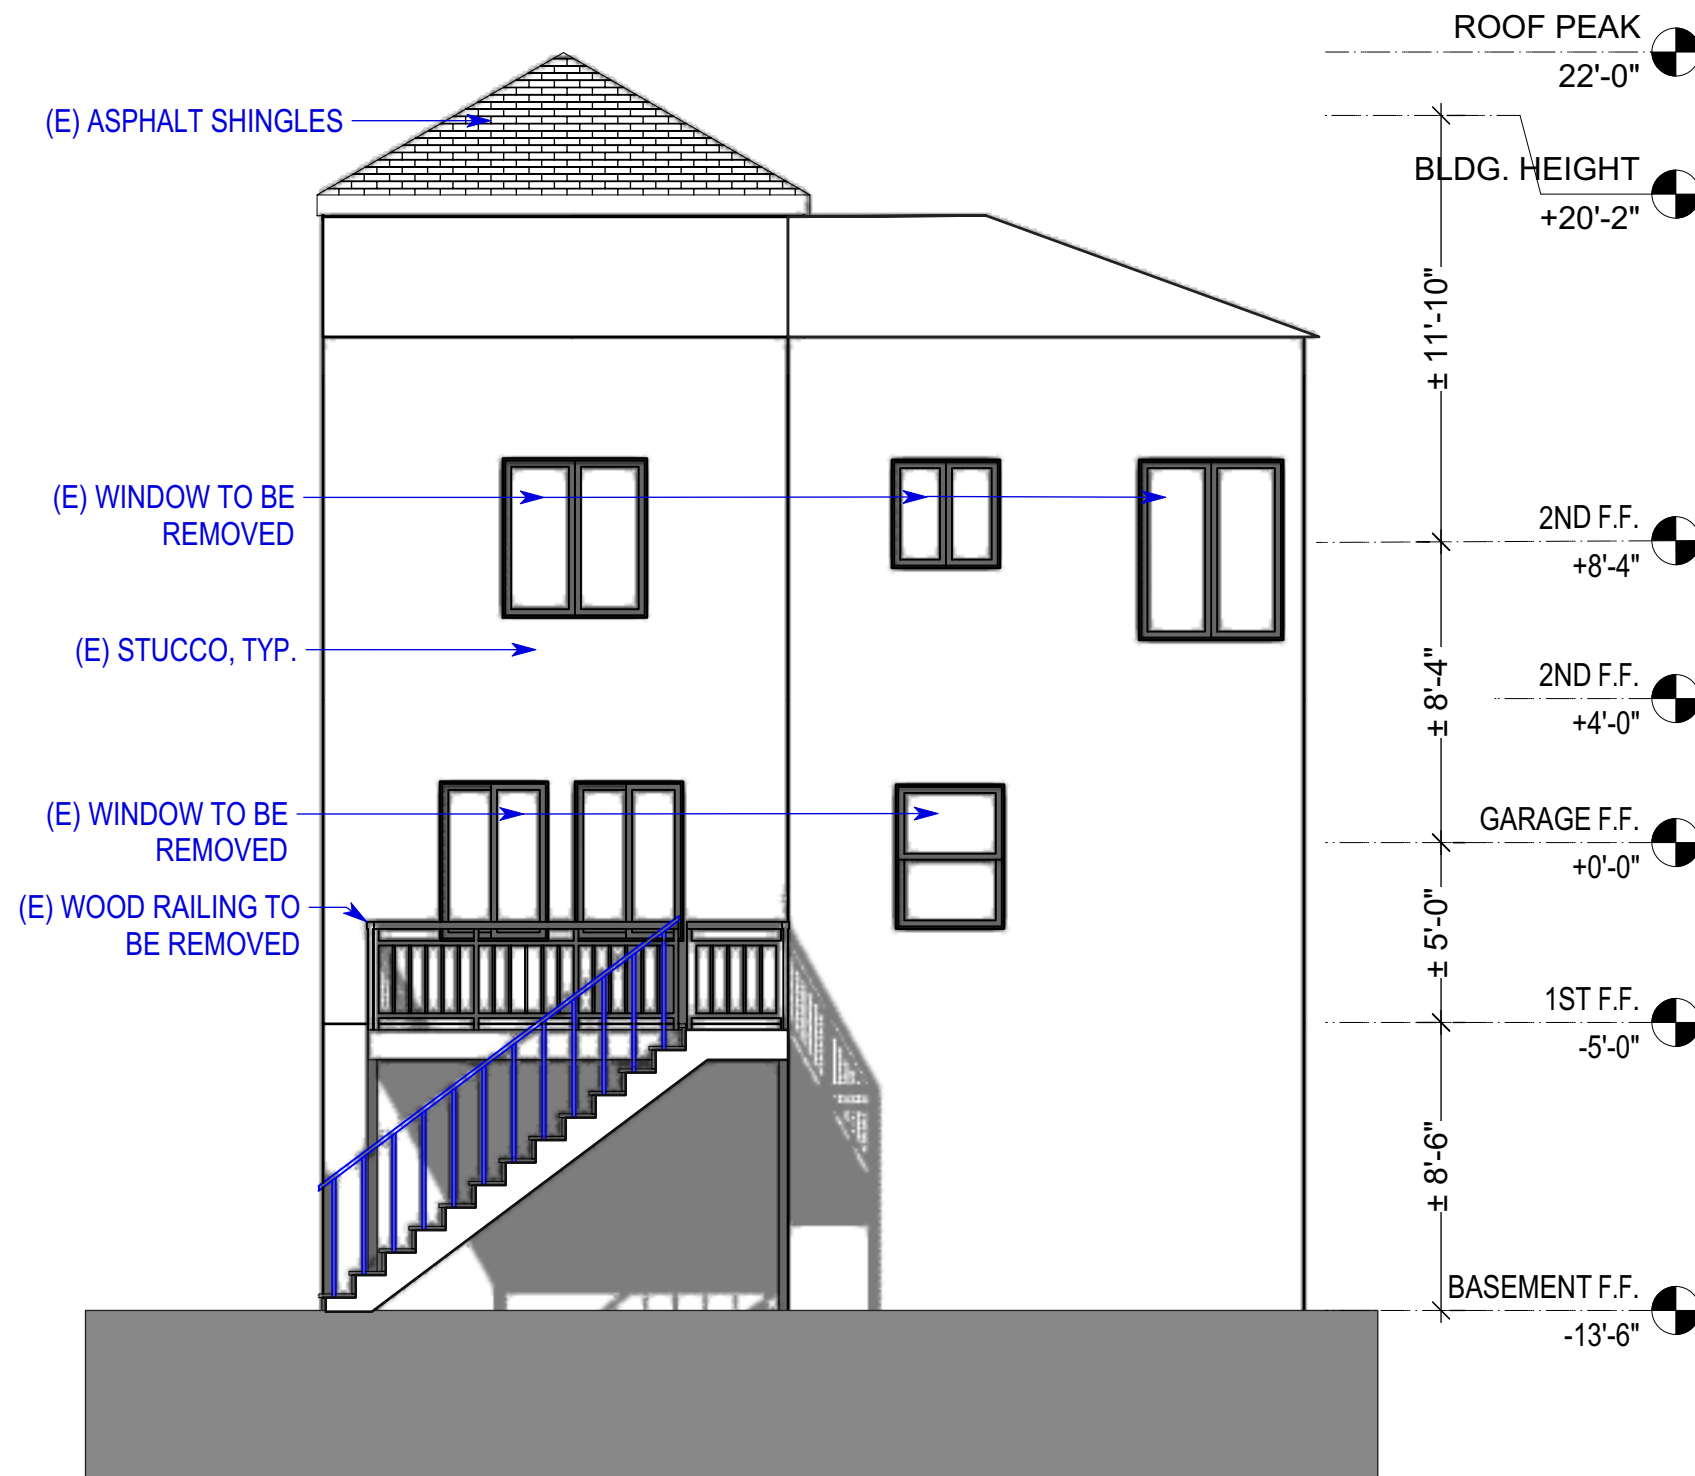 ROOF PEAK
22'-0"
(E) ASPHALT SHINGLES
BLDG. HEIGHT
+20'-2"
± 11'-10"
(E) WINDOW TO BE
REMOVED
2ND F.F.
+8'-4"
(E) STUCCO, TYP.
± 8'-4"
2ND F.F.
+4'-0"
(E) WINDOW TO BE
REMOVED
GARAGE F.F.
+0'-0"
(E) WOOD RAILING TO
BE REMOVED
± 5'-0"
1ST F.F.
-5'-0"
± 8'-6"
BASEMENT F.F.
-13'-6"